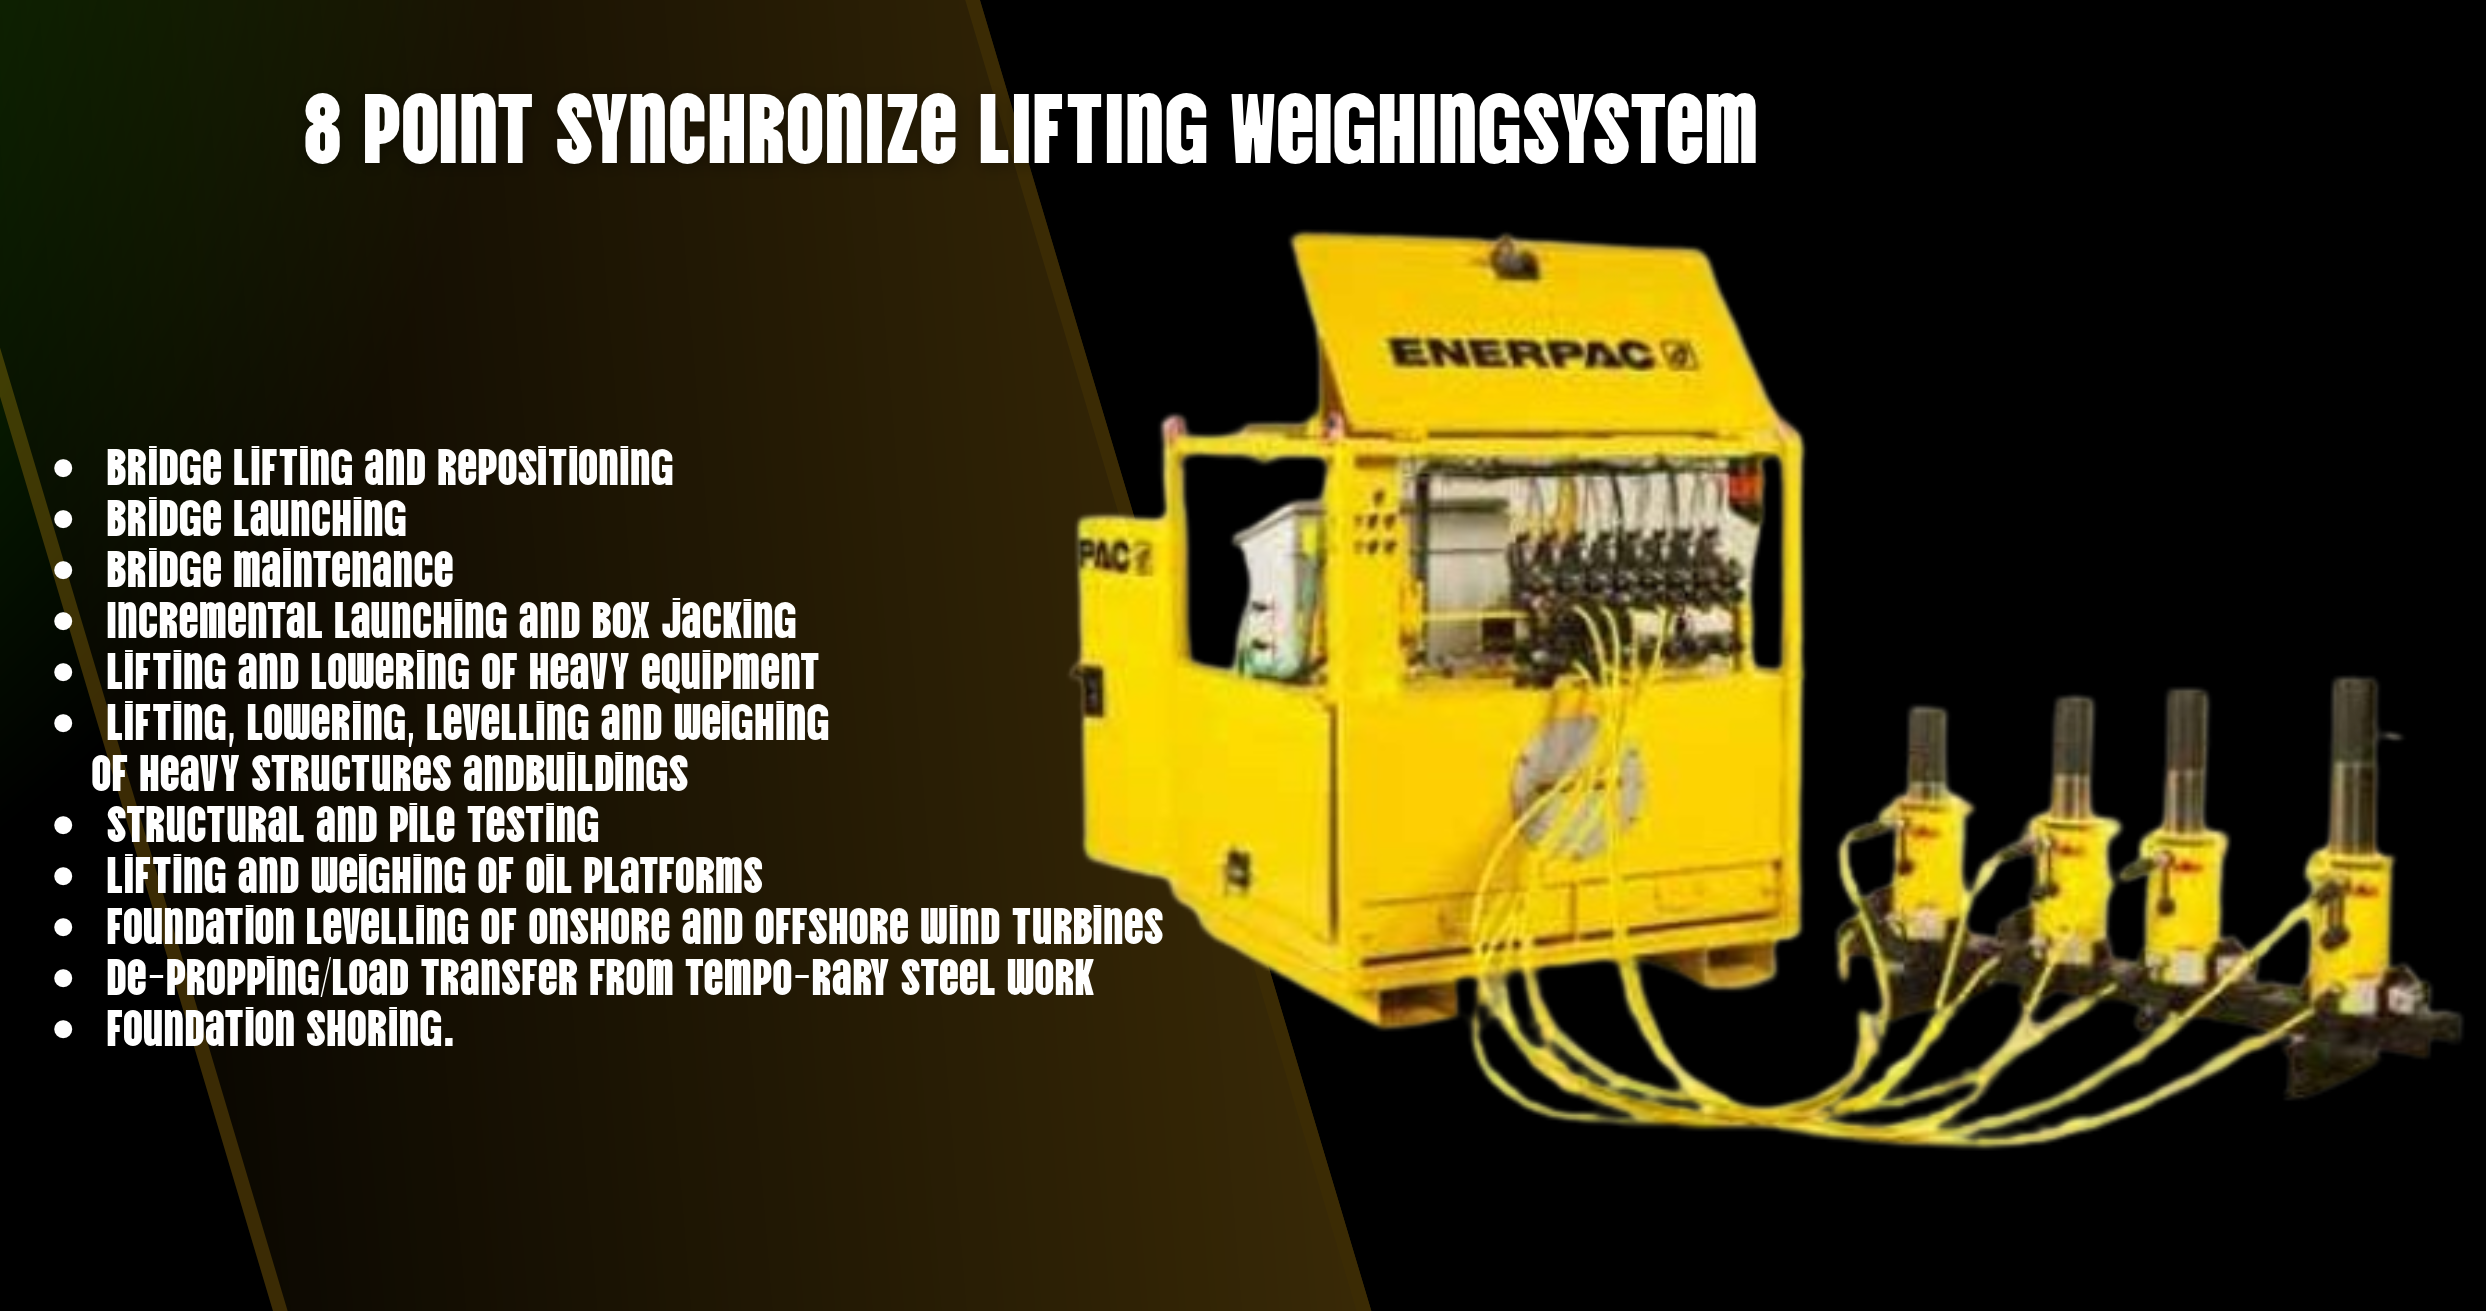 8 POINT SYNCHRONIZE LIFTING WEIGHINGSYSTEM
ENERPAC
PAC
• BRIDGE LIFTING AND REPOSITIONING
• BRIDGE LAUNCHING
• BRIDGE MAINTENANCE
• INCREMENTAL LAUNCHING AND BOX JACKING
• LIFTING AND LOWERING OF HEAVY EQUIPMENT
• LIFTING, LOWERING, LEVELLING AND WEIGHING
OF HEAVY STRUCTURES ANDBUILDINGS
• STRUCTURAL AND PILE TESTING
• LIFTING AND WEIGHING OF OIL PLATFORMS
• FOUNDATION LEVELLING OF ONSHORE AND OFFSHORE WIND TURBINES
• DE-PROPPING/LOAD TRANSFER FROM TEMPO-RARY STEEL WORK
• FOUNDATION SHORING.